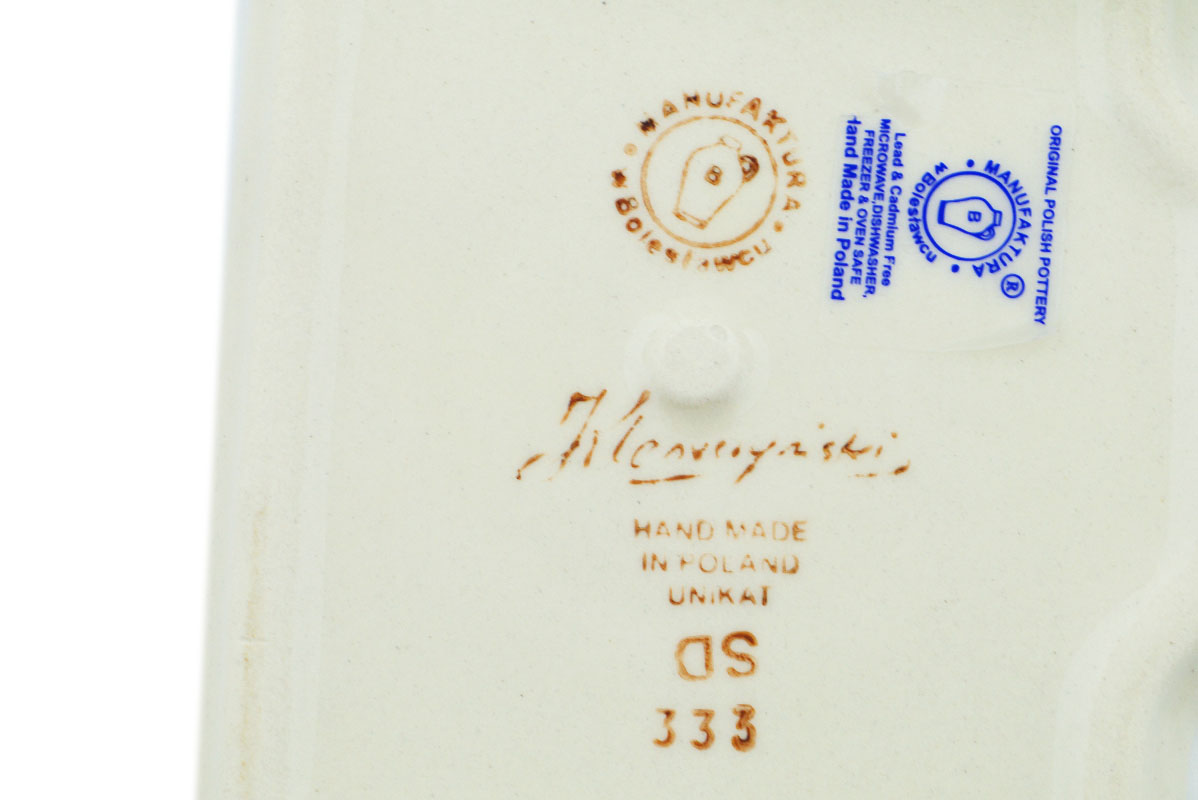 MANUFAKTURA
w Bolesławcu
B
ORIGINAL POLISH POTTERY
MANUFAKTURA ®
w Bolesławcu
B
Lead & Cadmium Free
MICROWAVE,DISHWASHER,
FREEZER & OVEN SAFE
Hand Made in Poland
HAND MADE
IN POLAND
UNIKAT
SD
333